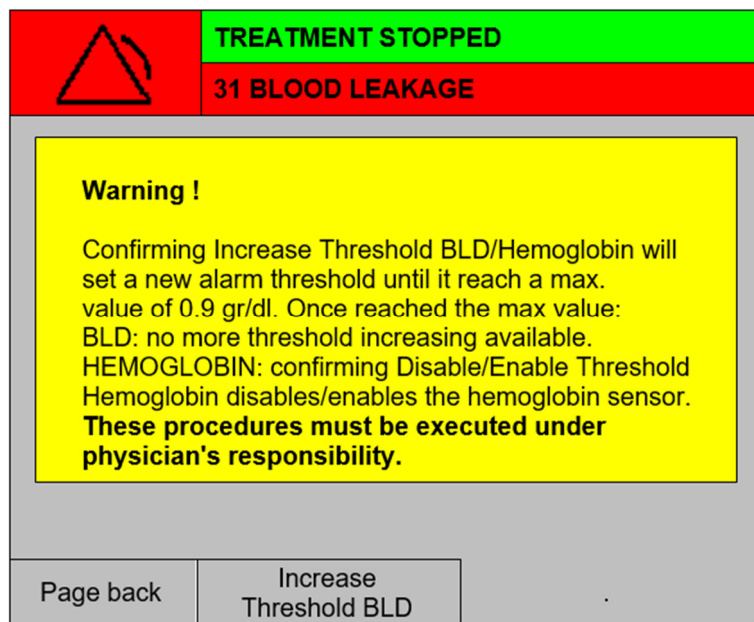 TREATMENT STOPPED
31 BLOOD LEAKAGE
Warning !
Confirming Increase Threshold BLD/Hemoglobin will
set a new alarm threshold until it reach a max.
value of 0.9 gr/dl. Once reached the max value:
BLD: no more threshold increasing available.
HEMOGLOBIN: confirming Disable/Enable Threshold
Hemoglobin disables/enables the hemoglobin sensor.
These procedures must be executed under
physician's responsibility.
Page back
Increase
Threshold BLD
.